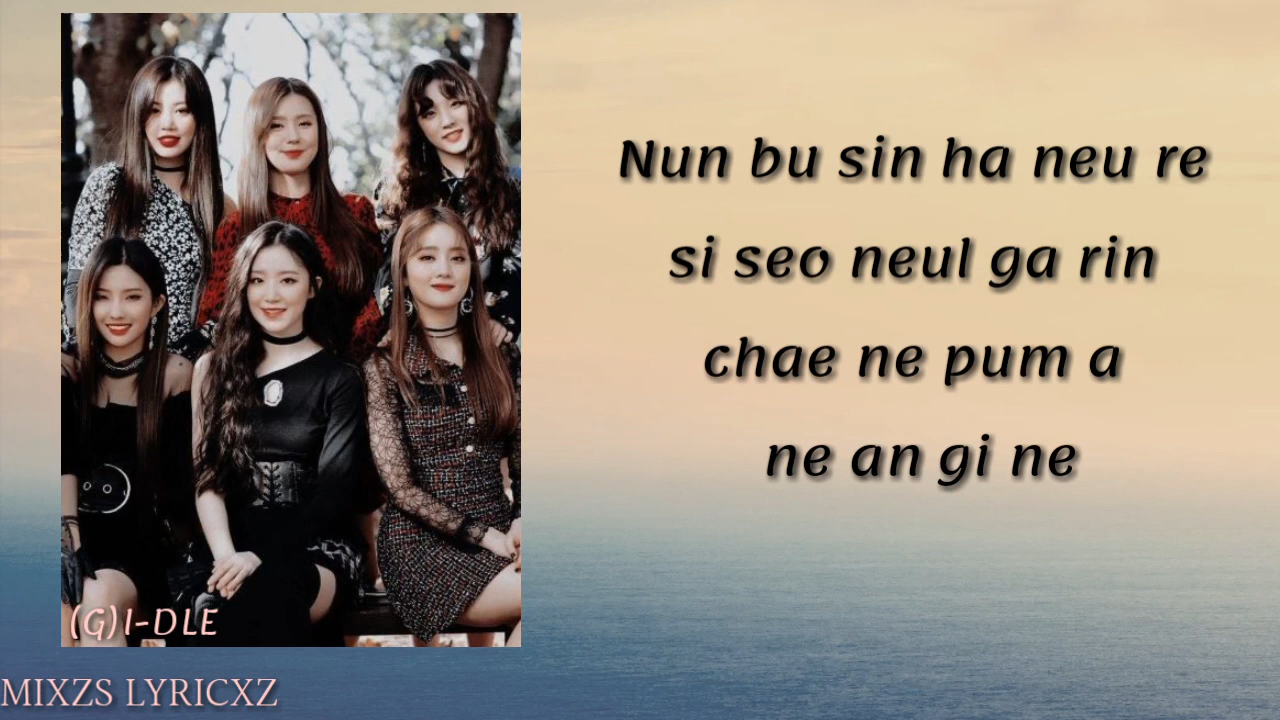 Nun bu sin ha neu re
si seo neul ga rin
chae ne pum a
ne an gi ne
(G)I-DLE
MIXZS LYRICXZ